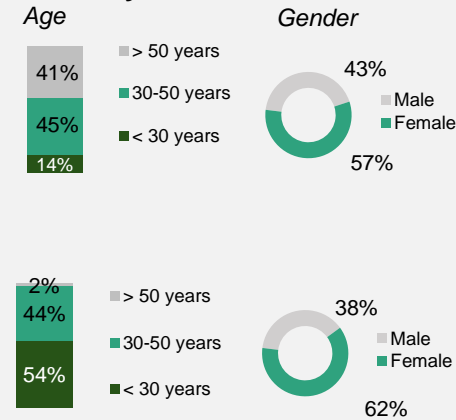 Age
Gender
41%
45%
14%
> 50 years
30-50 years
< 30 years
43%
57%
Male
Female
2%
44%
54%
> 50 years
30-50 years
< 30 years
38%
62%
Male
Female